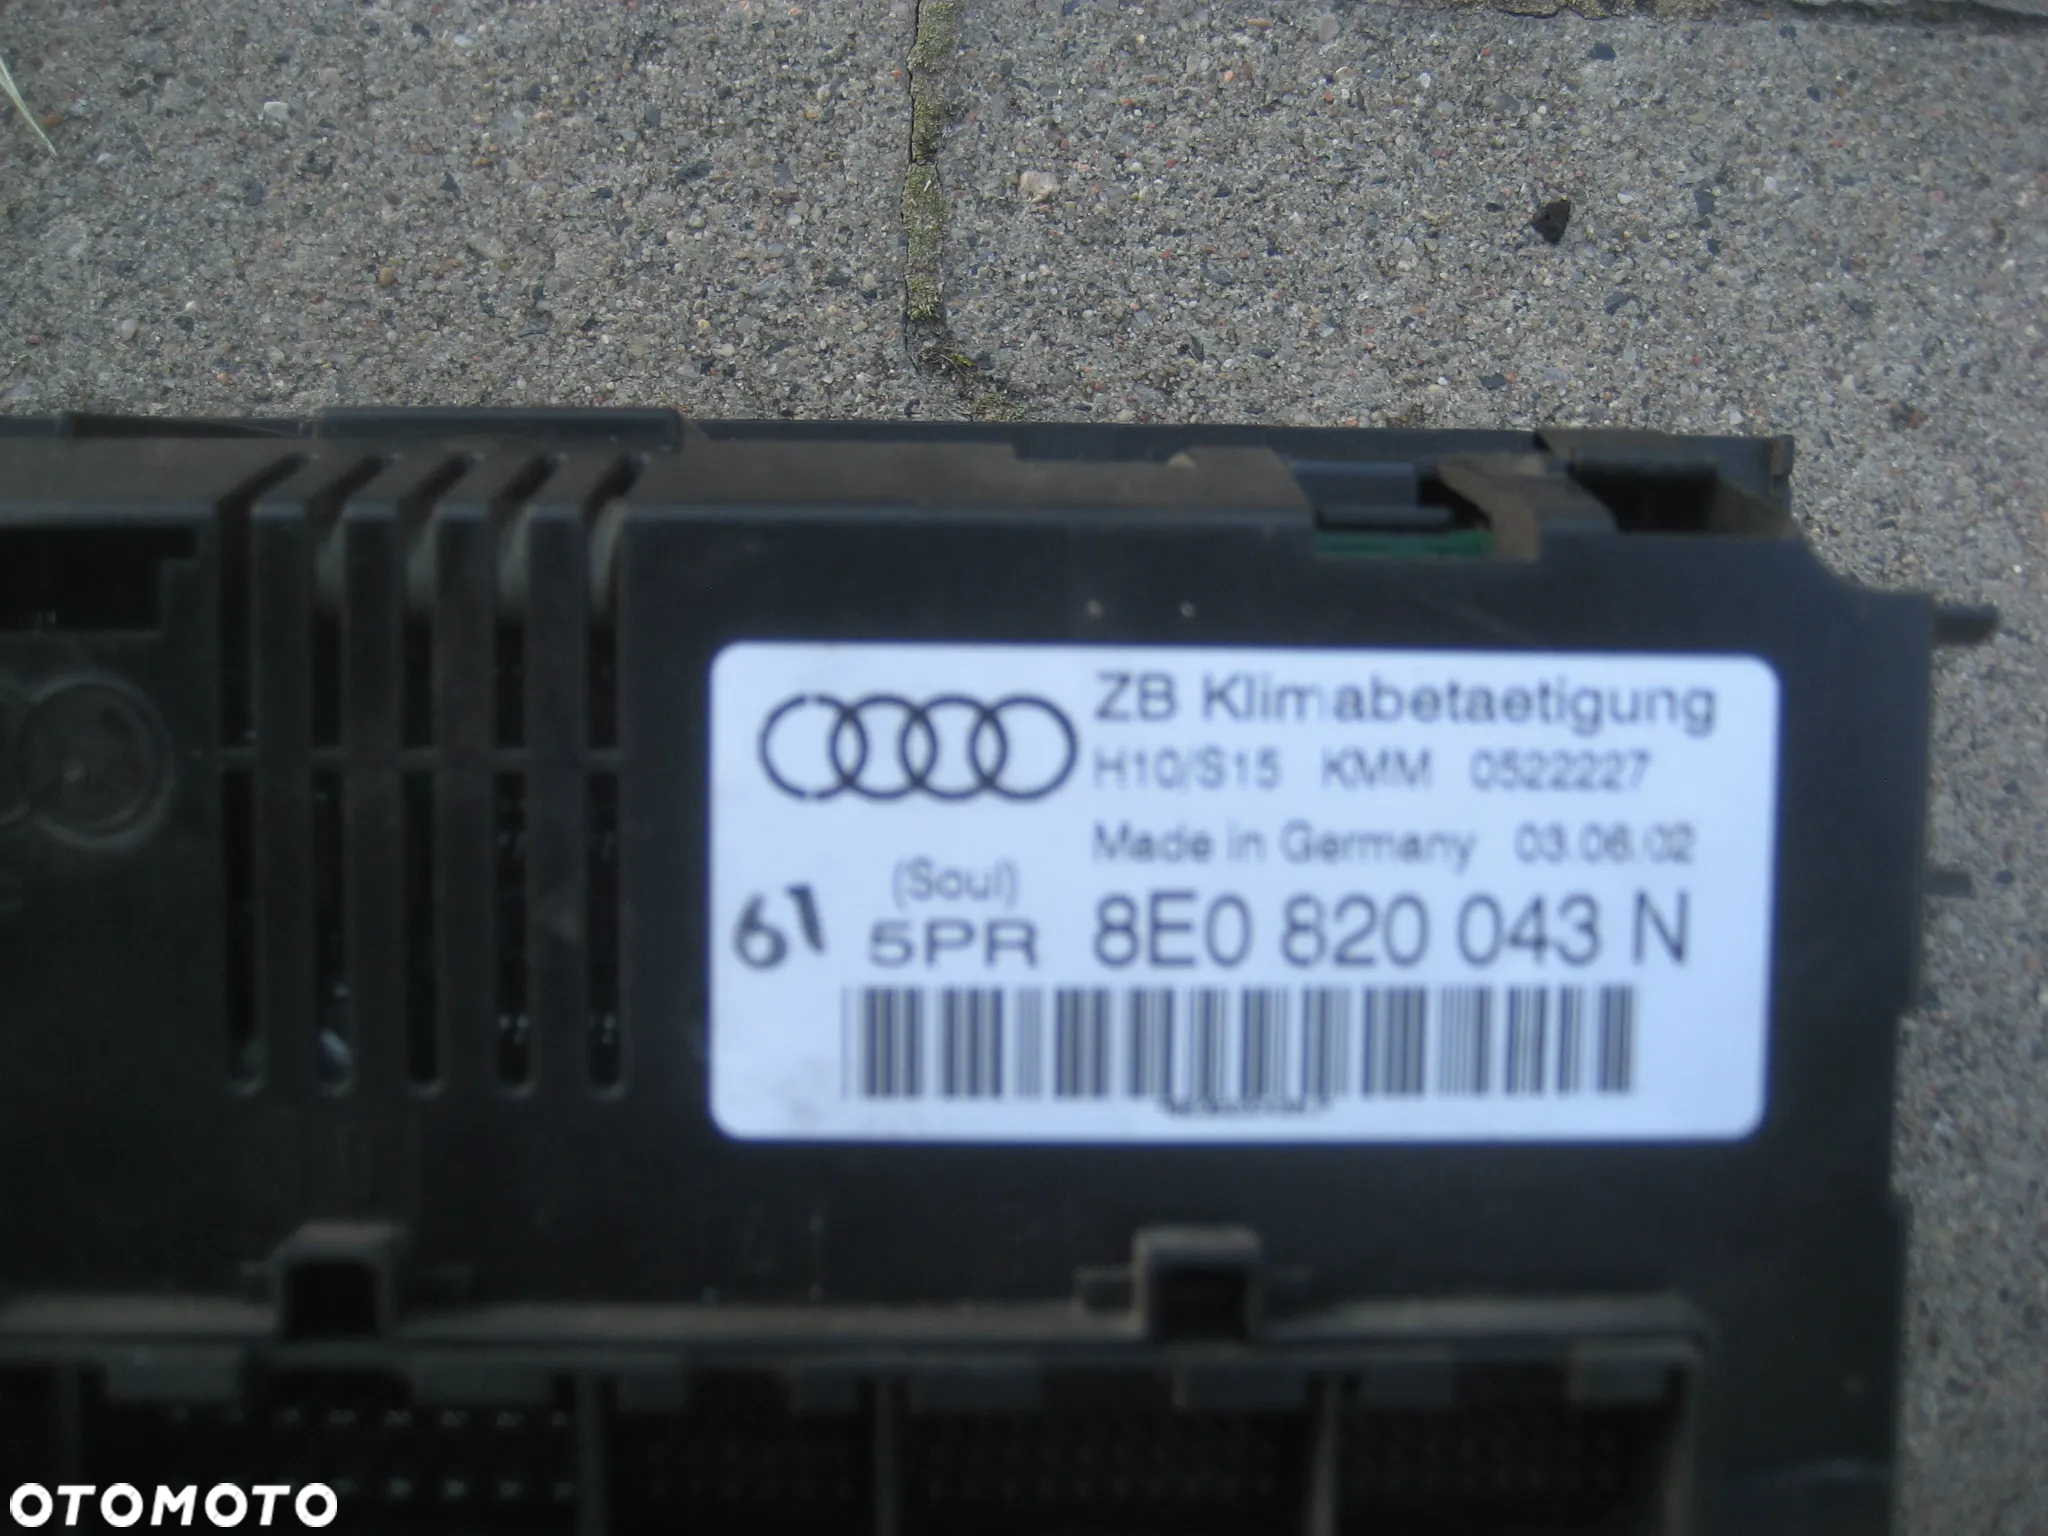 ZB Klimabetaetigung
H10/S15 KMM 0522227
Made in Germany 03.06.02
(Soul)
61 5PR 8E0 820 043 N
OTOMOTO